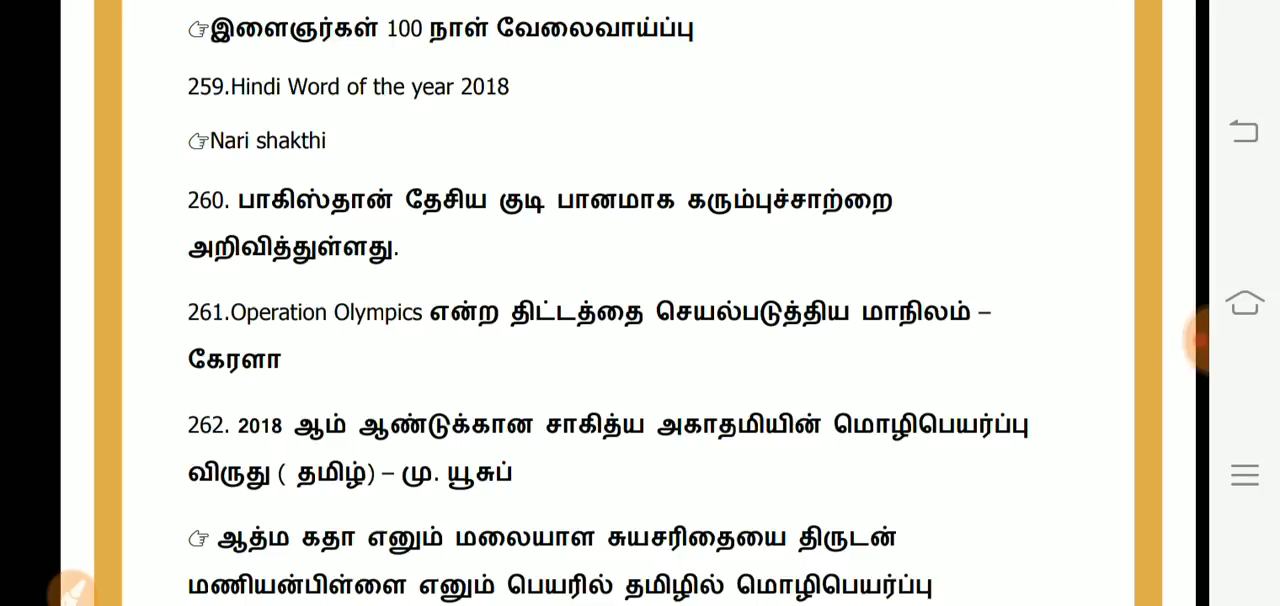 ☞இளைஞர்கள் 100 நாள் வேலைவாய்ப்பு
259.Hindi Word of the year 2018
☞Nari shakthi
260. பாகிஸ்தான் தேசிய குடி பானமாக கரும்புச்சாற்றை
அறிவித்துள்ளது.
261.Operation Olympics என்ற திட்டத்தை செயல்படுத்திய மாநிலம் –
கேரளா
262. 2018 ஆம் ஆண்டுக்கான சாகித்ய அகாதமியின் மொழிபெயர்ப்பு
விருது ( தமிழ்) – மு. யூசுப்
☞ ஆத்ம கதா எனும் மலையாள சுயசரிதையை திருடன்
மணியன்பிள்ளை எனும் பெயரில் தமிழில் மொழிபெயர்ப்பு